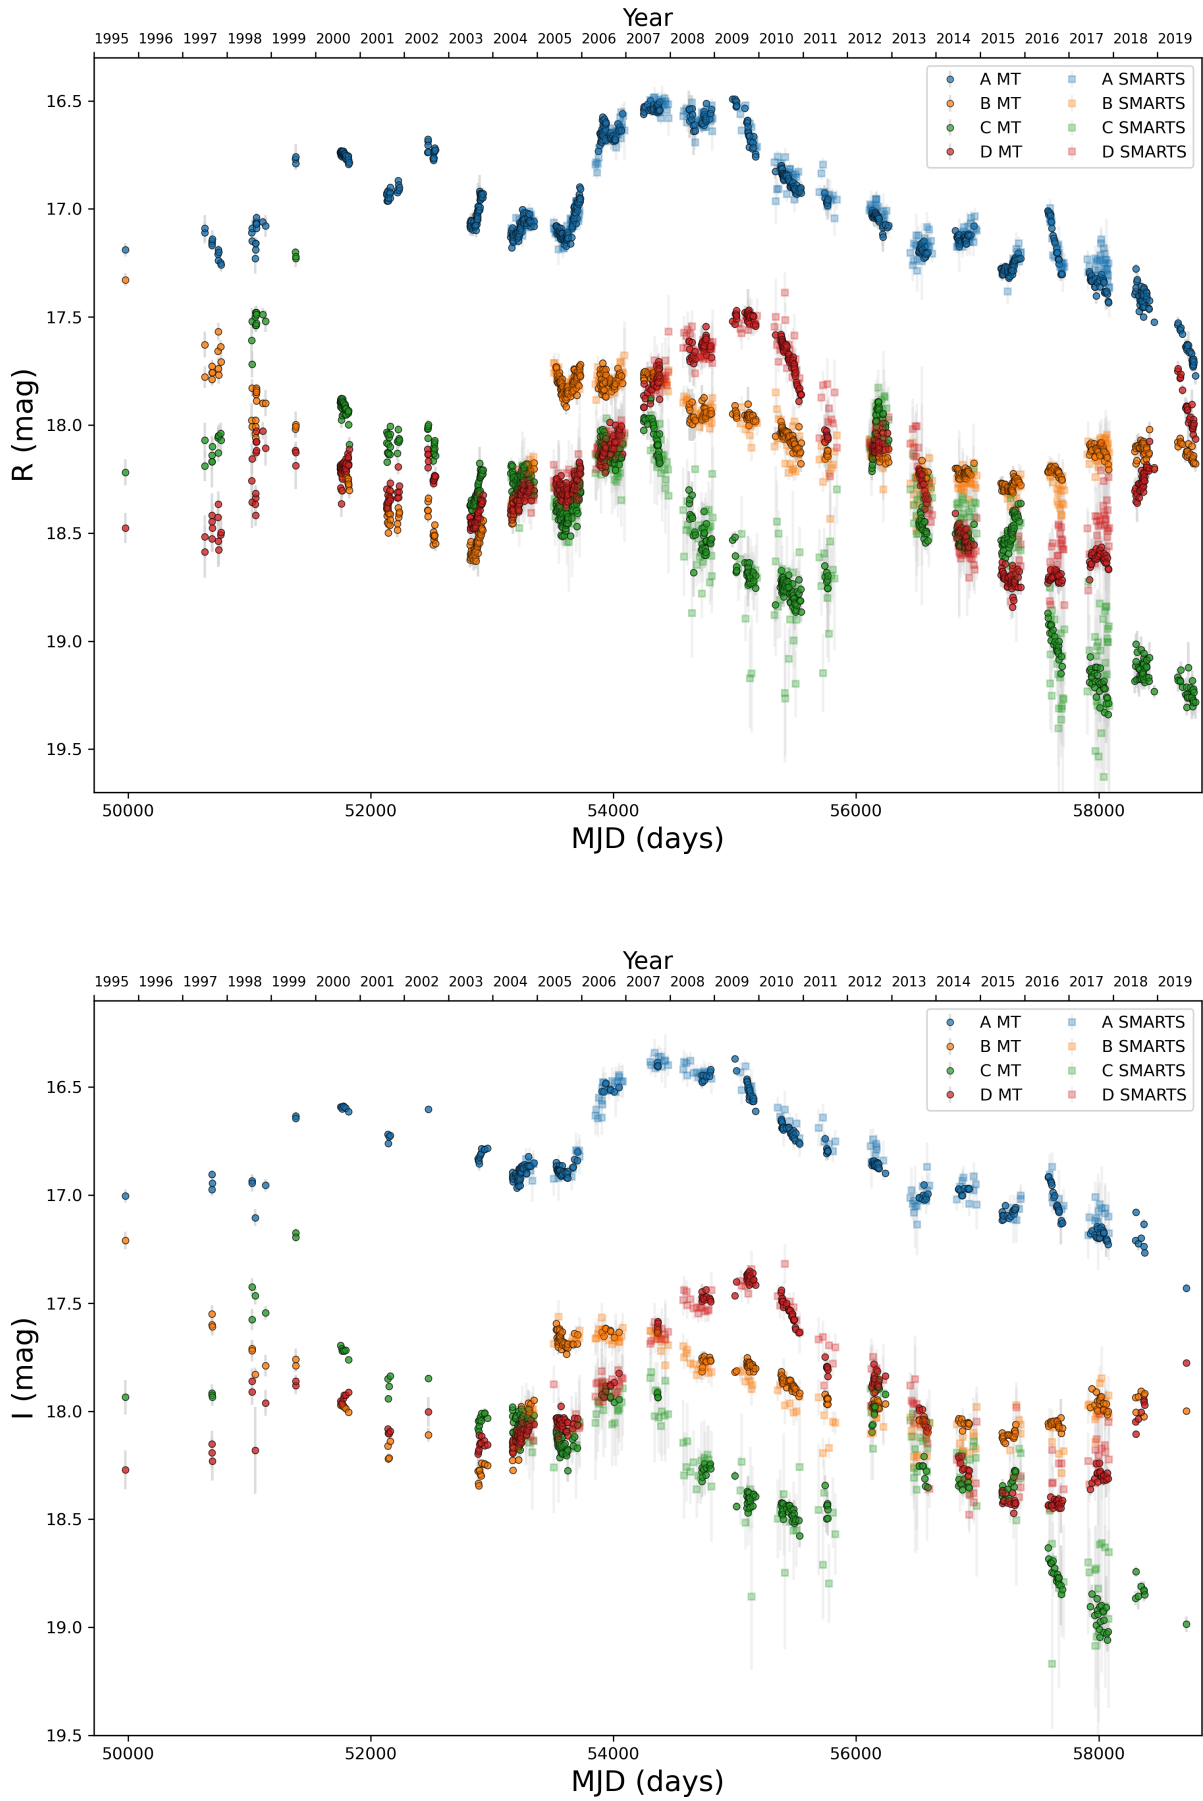 Year
1995 1996 1997 1998 1999 2000 2001 2002 2003 2004 2005 2006 2007 2008 2009 2010 2011 2012 2013 2014 2015 2016 2017 2018 2019
A MT A SMARTS
B MT B SMARTS
C MT C SMARTS
D MT D SMARTS
16.5
17.0
17.5
18.0
18.5
19.0
19.5
R (mag)
50000 52000 54000 56000 58000
MJD (days)
Year
1995 1996 1997 1998 1999 2000 2001 2002 2003 2004 2005 2006 2007 2008 2009 2010 2011 2012 2013 2014 2015 2016 2017 2018 2019
A MT A SMARTS
B MT B SMARTS
C MT C SMARTS
D MT D SMARTS
16.5
17.0
17.5
18.0
18.5
19.0
19.5
I (mag)
50000 52000 54000 56000 58000
MJD (days)